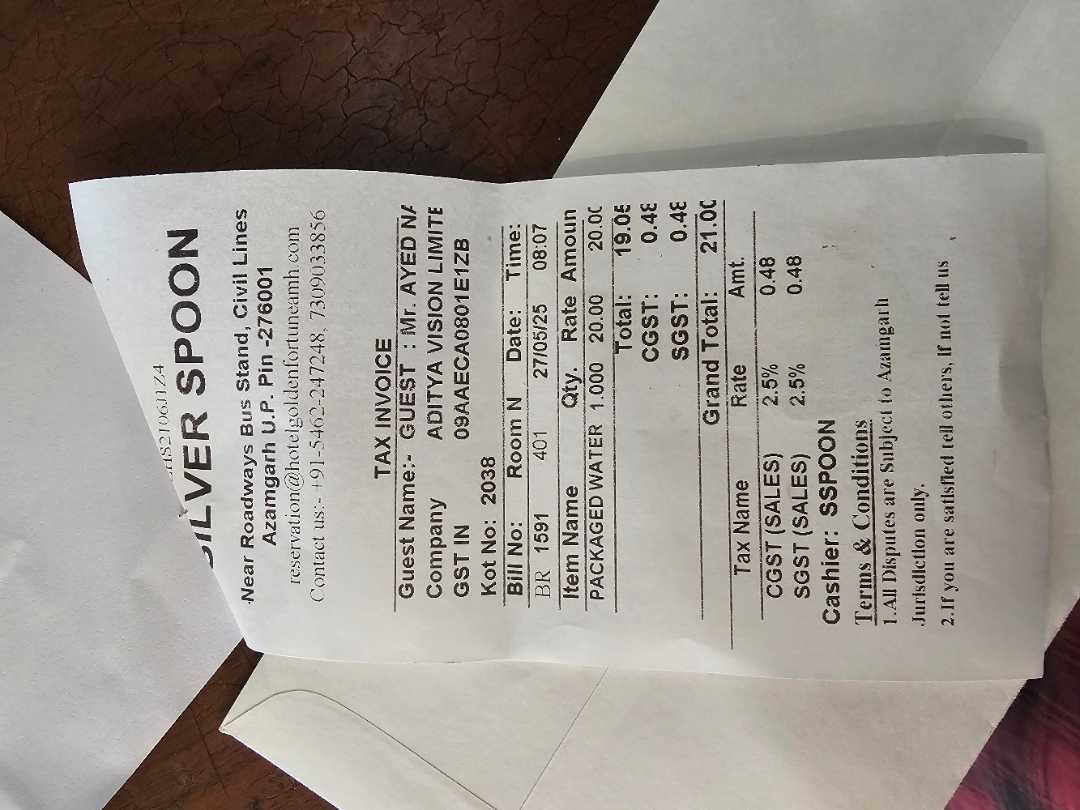 SILVER SPOON
Near Roadways Bus Stand, Civil Lines
Azamgarh U.P. Pin -276001
reservation@hotelgoldenfortuneamh.com
Contact us:- +91-5462-247248, 7309033856
TAX INVOICE
Guest Name:- GUEST : Mr. AYED NA
Company ADITYA VISION LIMITE
GST IN 09AAECA0801E1ZB
Kot No: 2038
Bill No: Room N Date: Time:
BR 1591 401 27/05/25 08:07
Item Name Qty. Rate Amoun
PACKAGED WATER 1.000 20.00 20.00
Total: 19.05
CGST: 0.48
SGST: 0.48
Grand Total: 21.00
Tax Name Rate Amt.
CGST (SALES) 2.5% 0.48
SGST (SALES) 2.5% 0.48
Cashier: SSPOON
Terms & Conditions
1.All Disputes are Subject to Azamgarh
Jurisdiction only.
2.If you are satisfied tell others, if not tell us